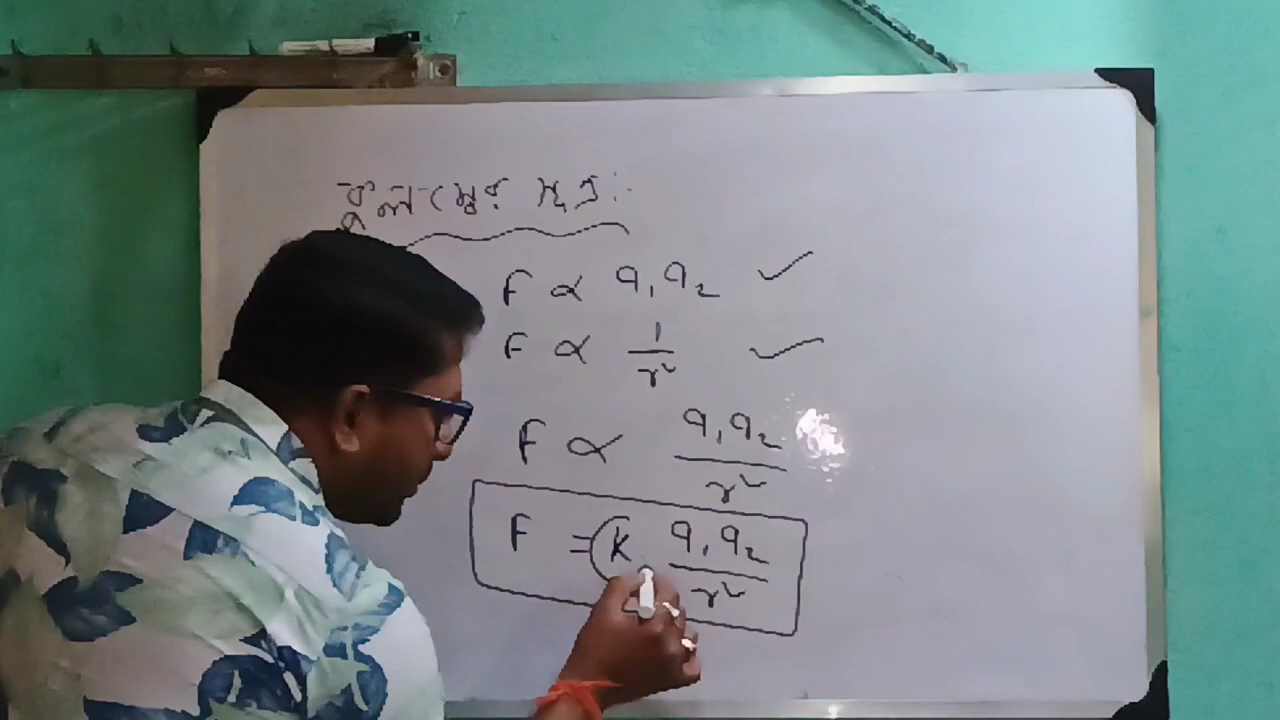 কুলম্বের সূত্র :-
F ∝ q₁q₂ ✓
F ∝ 1/r² ✓
F ∝ q₁q₂/r²
F = K q₁q₂/r²